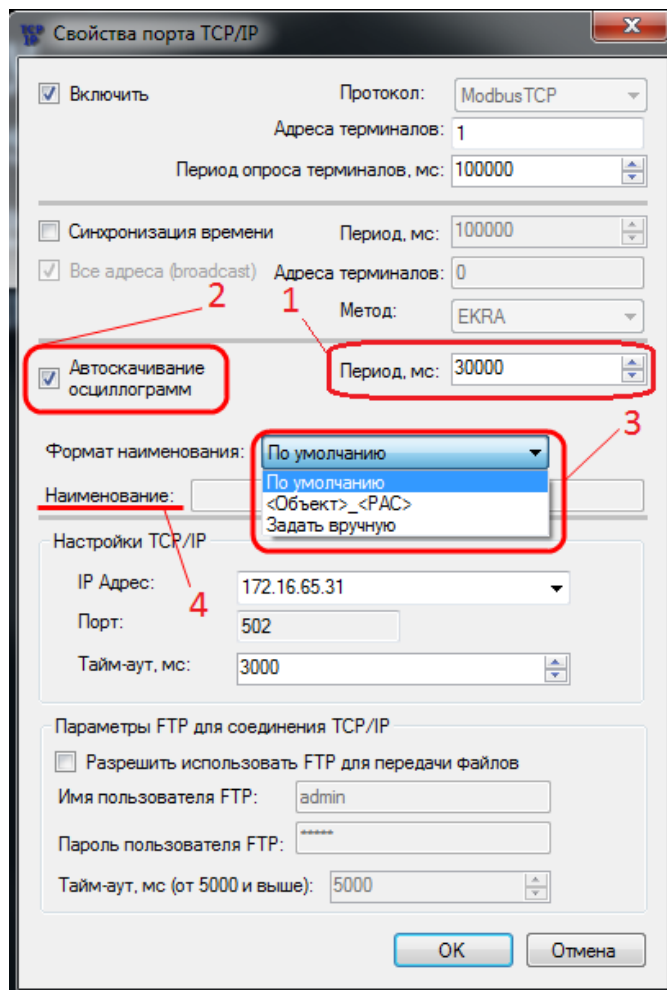 TCP IP Свойства порта TCP/IP
Включить Протокол: ModbusTCP
Адреса терминалов: 1
Период опроса терминалов, мс: 100000
Синхронизация времени Период, мс: 100000
Все адреса (broadcast) Адреса терминалов: 0
2 1 Метод: EKRA
Автоскачивание
осциллограмм
Период, мс: 30000
3
Формат наименования: По умолчанию
По умолчанию
Наименование: <Объект>_<РАС>
Задать вручную
Настройки TCP/IP
IP Адрес: 172.16.65.31
4
Порт: 502
Тайм-аут, мс: 3000
Параметры FTP для соединения TCP/IP
Разрешить использовать FTP для передачи файлов
Имя пользователя FTP: admin
Пароль пользователя FTP: *****
Тайм-аут, мс (от 5000 и выше): 5000
OK Отмена